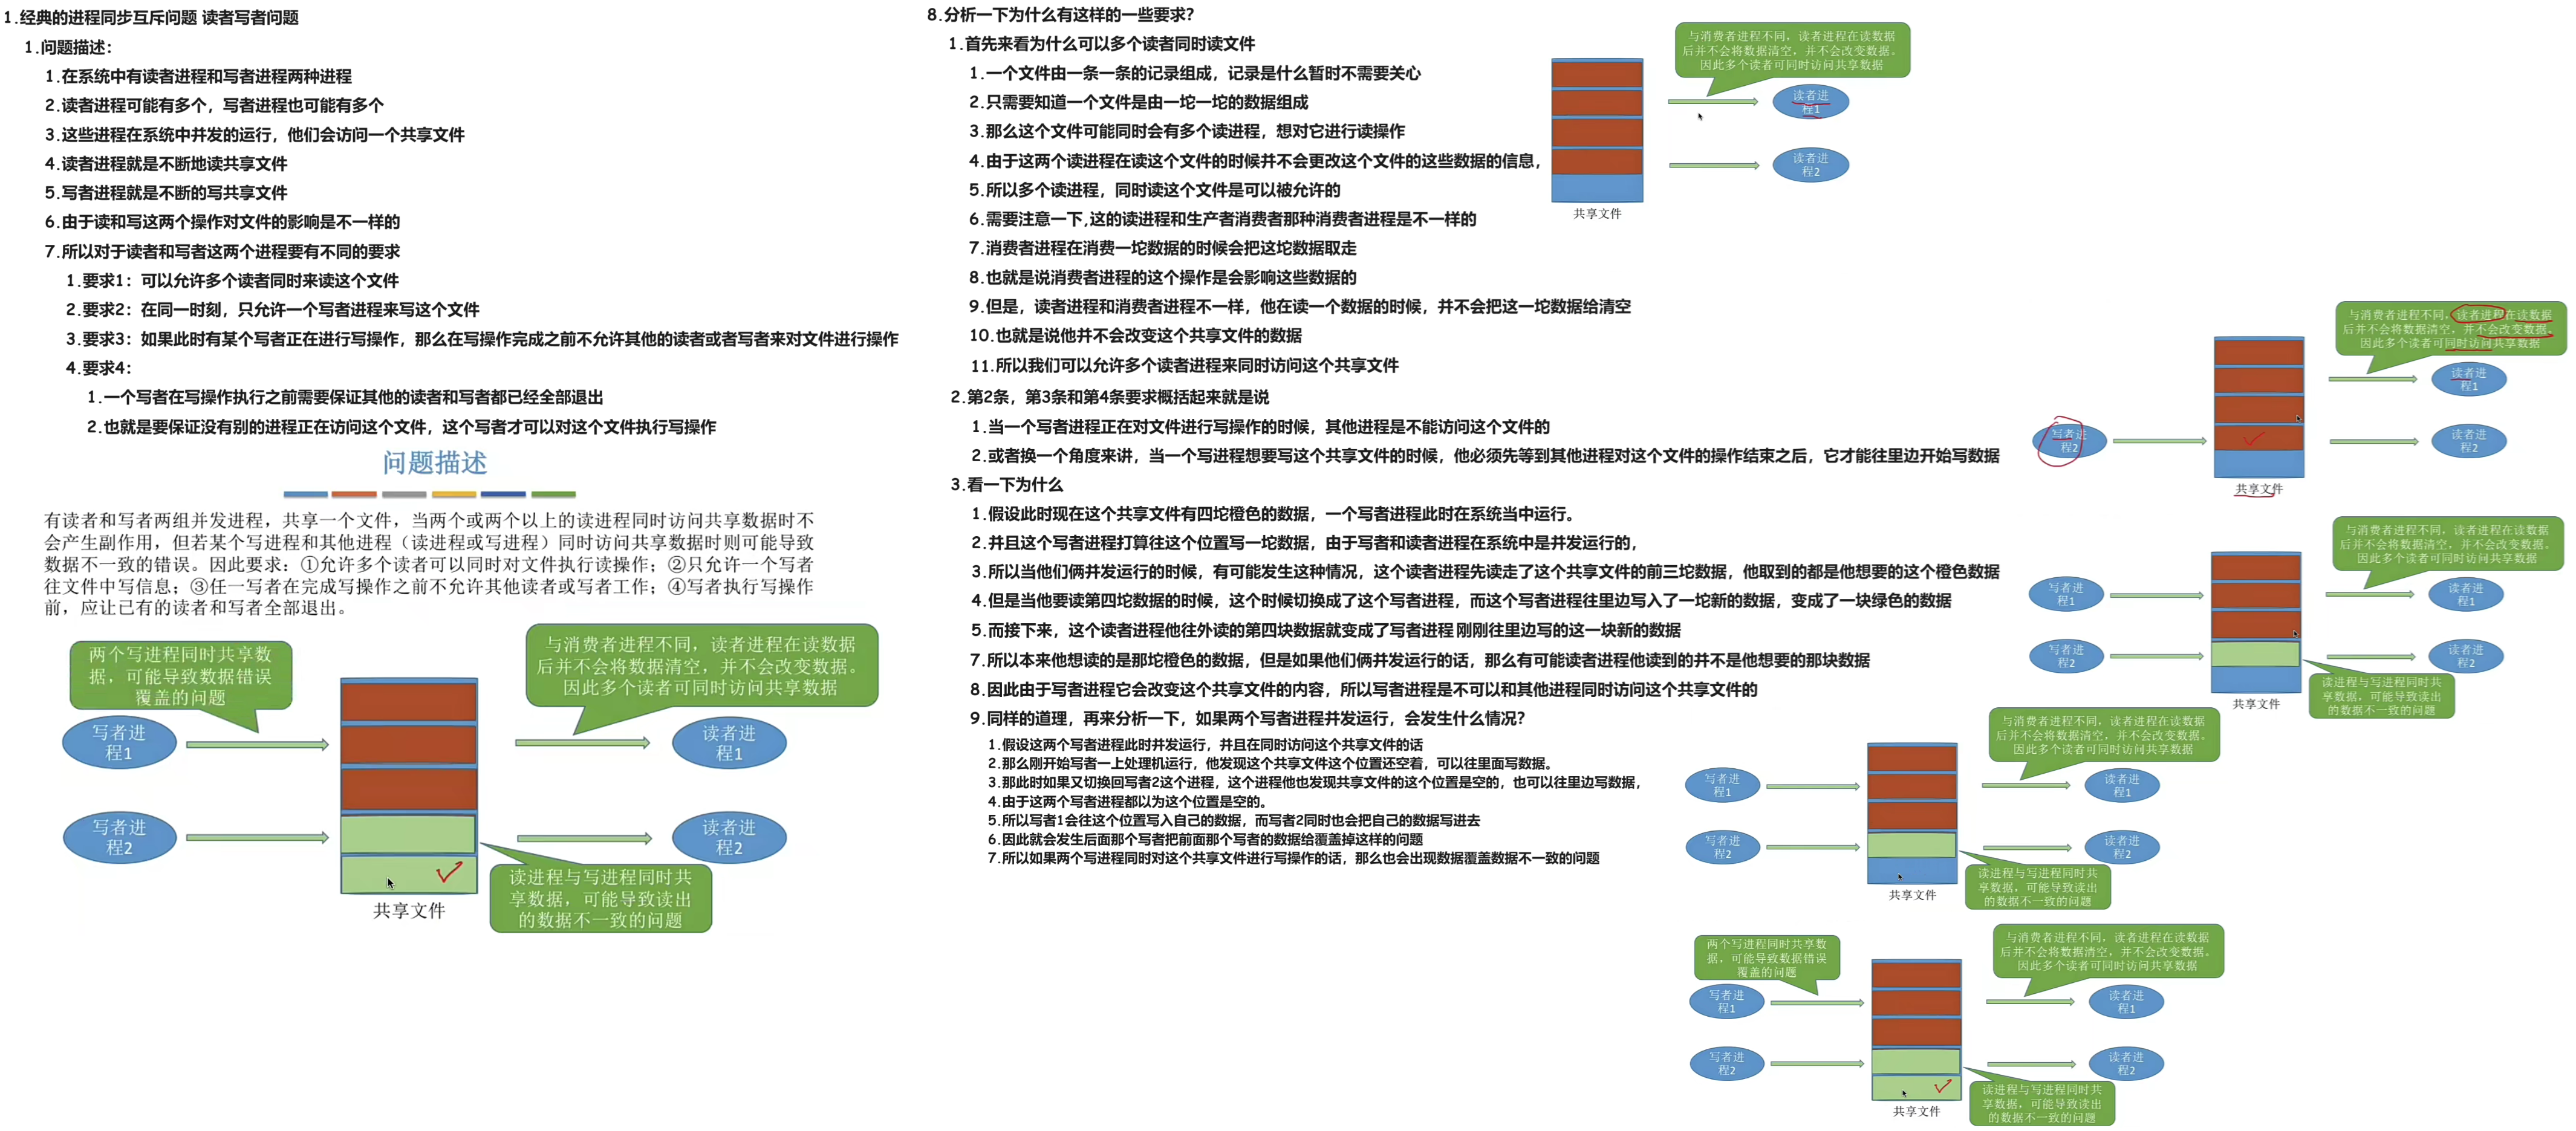 1.经典的进程同步互斥问题 读者写者问题
1.问题描述：
1.在系统中有读者进程和写者进程两种进程
2.读者进程可能有多个，写者进程也可能有多个
3.这些进程在系统中并发的运行，他们会访问一个共享文件
4.读者进程就是不断地读共享文件
5.写者进程就是不断的写共享文件
6.由于读和写这两个操作对文件的影响是不一样的
7.所以对于读者和写者这两个进程要有不同的要求
1.要求1：可以允许多个读者同时来读这个文件
2.要求2：在同一时刻，只允许一个写者进程来写这个文件
3.要求3：如果此时有某个写者正在进行写操作，那么在写操作完成之前不允许其他的读者或者写者来对文件进行操作
4.要求4：
1.一个写者在写操作执行之前需要保证其他的读者和写者都已经全部退出
2.也就是要保证没有别的进程正在访问这个文件，这个写者才可以对这个文件执行写操作
问题描述
有读者和写者两组并发进程，共享一个文件，当两个或两个以上的读进程同时访问共享数据时不
会产生副作用，但若某个写进程和其他进程（读进程或写进程）同时访问共享数据时则可能导致
数据不一致的错误。因此要求：①允许多个读者可以同时对文件执行读操作；②只允许一个写者
往文件中写信息；③任一写者在完成写操作之前不允许其他读者或写者工作；④写者执行写操作
前，应让已有的读者和写者全部退出。
两个写进程同时共享数
据，可能导致数据错误
覆盖的问题
与消费者进程不同，读者进程在读数据
后并不会将数据清空，并不会改变数据。
因此多个读者可同时访问共享数据
写者进
程1
读者进
程1
写者进
程2
读者进
程2
读进程与写进程同时共
享数据，可能导致读出
的数据不一致的问题
共享文件
8.分析一下为什么有这样的一些要求？
1.首先来看为什么可以多个读者同时读文件
1.一个文件由一条一条的记录组成，记录是什么暂时不需要关心
2.只需要知道一个文件是由一坨一坨的数据组成
3.那么这个文件可能同时会有多个读进程，想对它进行读操作
4.由于这两个读进程在读这个文件的时候并不会更改这个文件的这些数据的信息，
5.所以多个读进程，同时读这个文件是可以被允许的
6.需要注意一下,这的读进程和生产者消费者那种消费者进程是不一样的
7.消费者进程在消费一坨数据的时候会把这坨数据取走
8.也就是说消费者进程的这个操作是会影响这些数据的
9.但是，读者进程和消费者进程不一样，他在读一个数据的时候，并不会把这一坨数据给清空
10.也就是说他并不会改变这个共享文件的数据
11.所以我们可以允许多个读者进程来同时访问这个共享文件
与消费者进程不同，读者进程在读数据
后并不会将数据清空，并不会改变数据。
因此多个读者可同时访问共享数据
读者进
程1
读者进
程2
共享文件
2.第2条，第3条和第4条要求概括起来就是说
1.当一个写者进程正在对文件进行写操作的时候，其他进程是不能访问这个文件的
2.或者换一个角度来讲，当一个写进程想要写这个共享文件的时候，他必须先等到其他进程对这个文件的操作结束之后，它才能往里边开始写数据
与消费者进程不同，读者进程在读数据
后并不会将数据清空，并不会改变数据。
因此多个读者可同时访问共享数据
读者进
程1
写者进
程2
读者进
程2
共享文件
3.看一下为什么
1.假设此时现在这个共享文件有四坨橙色的数据，一个写者进程此时在系统当中运行。
2.并且这个写者进程打算往这个位置写一坨数据，由于写者和读者进程在系统中是并发运行的，
3.所以当他们俩并发运行的时候，有可能发生这种情况，这个读者进程先读走了这个共享文件的前三坨数据，他取到的都是他想要的这个橙色数据
4.但是当他要读第四坨数据的时候，这个时候切换成了这个写者进程，而这个写者进程往里边写入了一坨新的数据，变成了一块绿色的数据
5.而接下来，这个读者进程他往外读的第四块数据就变成了写者进程刚刚往里边写的这一块新的数据
7.所以本来他想读的是那坨橙色的数据，但是如果他们俩并发运行的话，那么有可能读者进程他读到的并不是他想要的那块数据
8.因此由于写者进程它会改变这个共享文件的内容，所以写者进程是不可以和其他进程同时访问这个共享文件的
与消费者进程不同，读者进程在读数据
后并不会将数据清空，并不会改变数据。
因此多个读者可同时访问共享数据
写者进
程1
读者进
程1
写者进
程2
读者进
程2
读进程与写进程同时共
享数据，可能导致读出
的数据不一致的问题
共享文件
9.同样的道理，再来分析一下，如果两个写者进程并发运行，会发生什么情况？
1.假设这两个写者进程此时并发运行，并且在同时访问这个共享文件的话
2.那么刚开始写者一上处理机运行，他发现这个共享文件这个位置还空着，可以往里面写数据。
3.那此时如果又切换回写者2这个进程，这个进程他也发现共享文件的这个位置是空的，也可以往里边写数据，
4.由于这两个写者进程都以为这个位置是空的。
5.所以写者1会往这个位置写入自己的数据，而写者2同时也会把自己的数据写进去
6.因此就会发生后面那个写者把前面那个写者的数据给覆盖掉这样的问题
7.所以如果两个写进程同时对这个共享文件进行写操作的话，那么也会出现数据覆盖数据不一致的问题
与消费者进程不同，读者进程在读数据
后并不会将数据清空，并不会改变数据。
因此多个读者可同时访问共享数据
写者进
程1
读者进
程1
写者进
程2
读者进
程2
读进程与写进程同时共
享数据，可能导致读出
的数据不一致的问题
共享文件
两个写进程同时共享数
据，可能导致数据错误
覆盖的问题
与消费者进程不同，读者进程在读数据
后并不会将数据清空，并不会改变数据。
因此多个读者可同时访问共享数据
写者进
程1
读者进
程1
写者进
程2
读者进
程2
读进程与写进程同时共
享数据，可能导致读出
的数据不一致的问题
共享文件